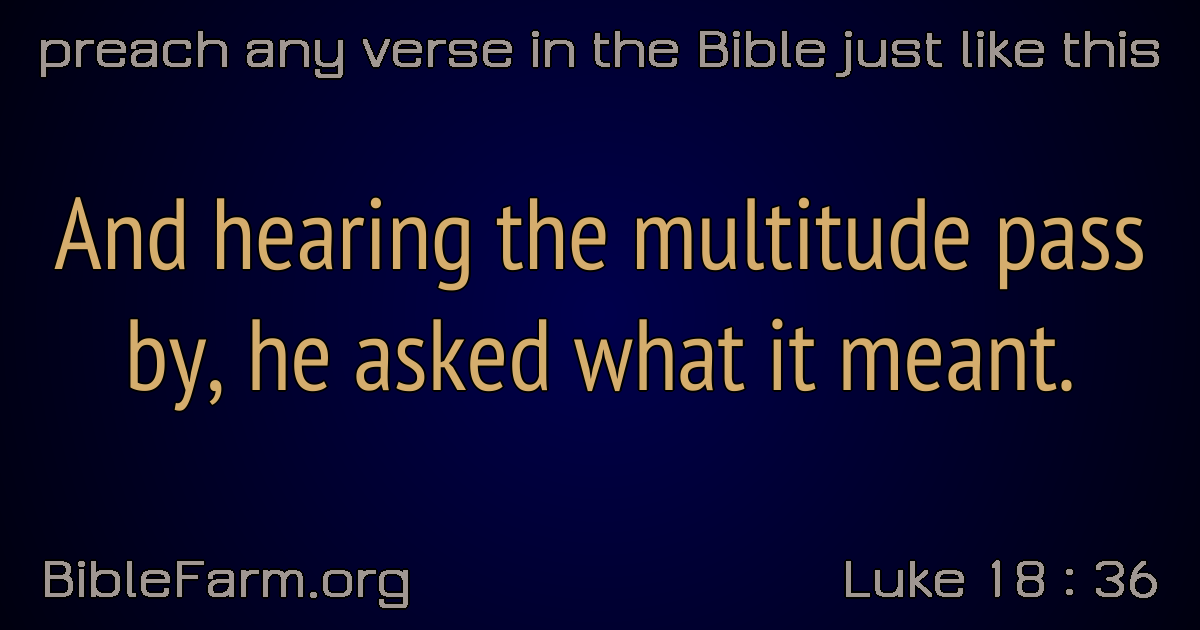 preach any verse in the Bible just like this
And hearing the multitude pass
by, he asked what it meant.
BibleFarm.org
Luke 18 : 36